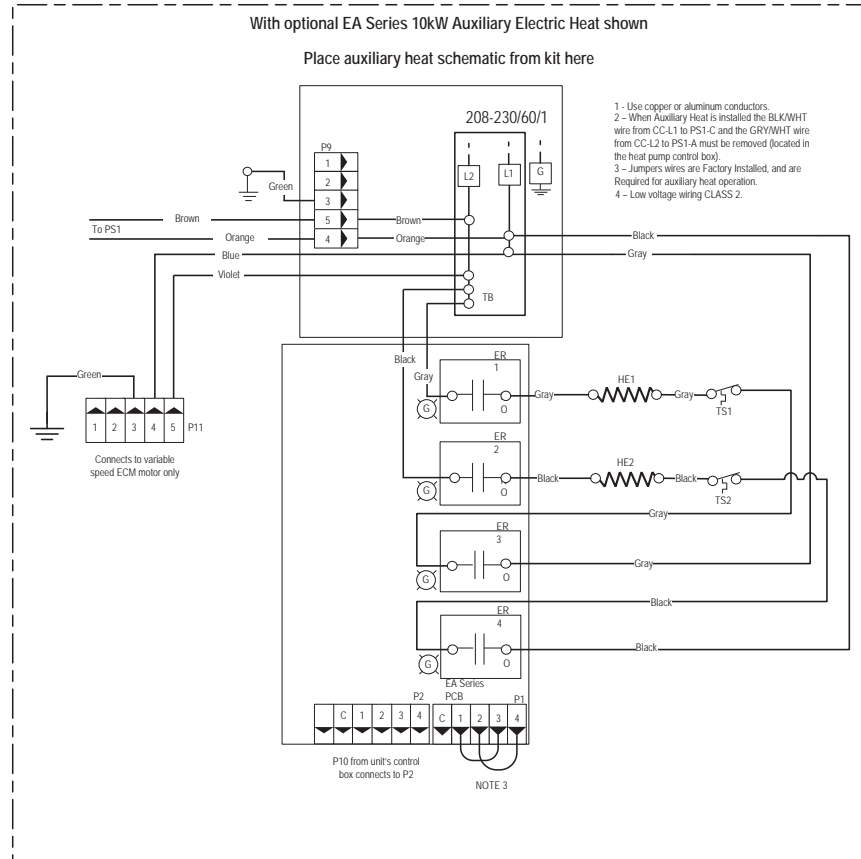 With optional EA Series 10kW Auxiliary Electric Heat shown
Place auxiliary heat schematic from kit here
208-230/60/1
1 - Use copper or aluminum conductors.
2 – When Auxiliary Heat is installed the BLK/WHT
wire from CC-L1 to PS1-C and the GRY/WHT wire
from CC-L2 to PS1-A must be removed (located in
the heat pump control box).
3 – Jumpers wires are Factory Installed, and are
Required for auxiliary heat operation.
4 – Low voltage wiring CLASS 2.
P9
1
2
3
5
4
L2
L1
G
Green
To PS1
Brown
Brown
Orange
Orange
Black
Blue
Gray
Violet
TB
Black
Gray
Green
1 2 3 4 5 P11
Connects to variable
speed ECM motor only
ER
1
G
O
Gray
HE1
Gray
TS1
ER
2
G
O
Black
HE2
Black
TS2
Gray
ER
3
G
O
Gray
Black
ER
4
G
O
Black
EA Series
PCB
P2
P1
C 1 2 3 4
C 1 2 3 4
P10 from unit's control
box connects to P2
NOTE 3